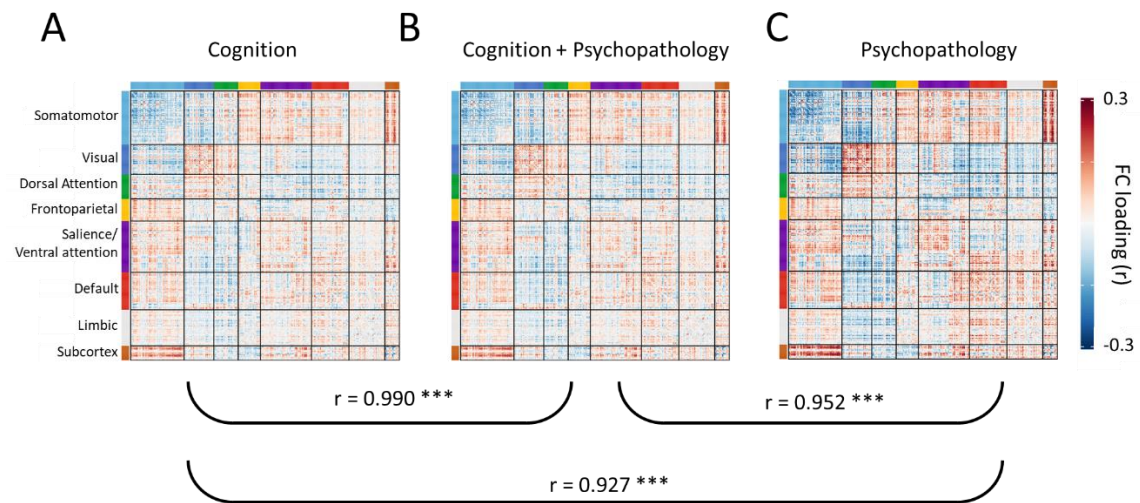 A
B
C
Cognition
Cognition + Psychopathology
Psychopathology
Somatomotor
Visual
Dorsal Attention
Frontoparietal
Salience/
Ventral attention
Default
Limbic
Subcortex
0.3
FC loading (r)
-0.3
r = 0.990 ***
r = 0.952 ***
r = 0.927 ***